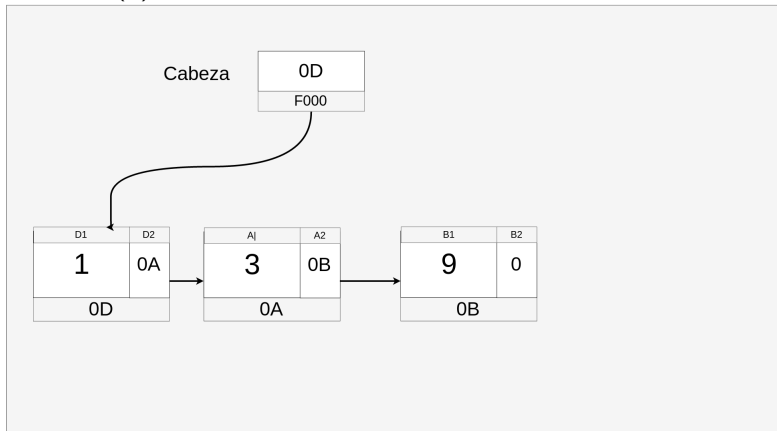 Cabeza
0D
F000
D1 D2 A| A2 B1 B2
1 0A 3 0B 9 0
0D 0A 0B